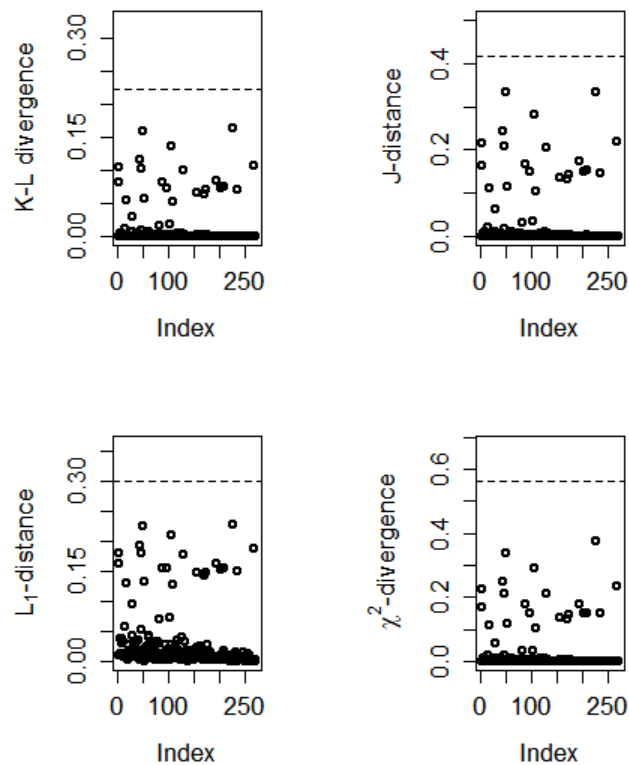 K-L divergence
0.00 0.15 0.30
0 100 250
Index
J-distance
0.0 0.2 0.4
0 100 250
Index
L₁-distance
0.00 0.15 0.30
0 100 250
Index
χ²-divergence
0.0 0.2 0.4 0.6
0 100 250
Index